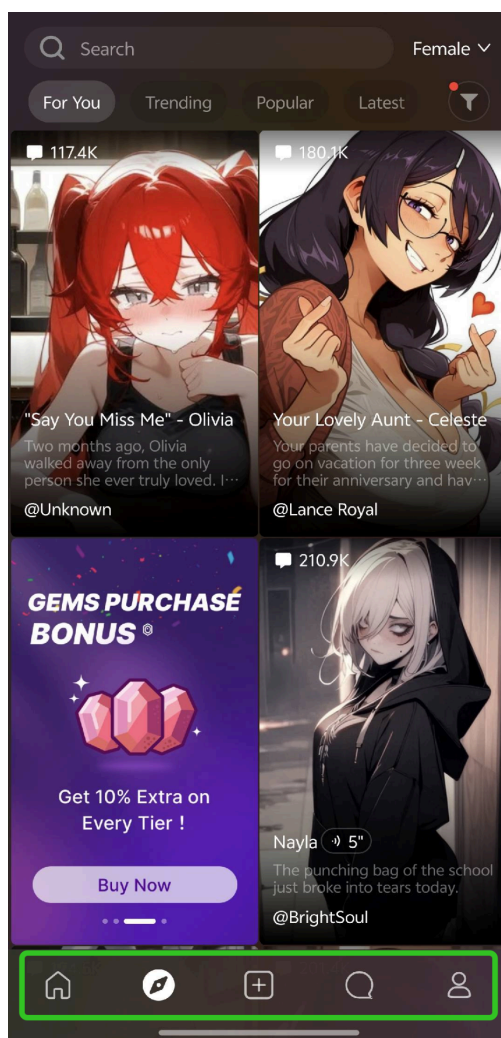 Search
Female
For You
Trending
Popular
Latest
117.4K
"Say You Miss Me" - Olivia
Two months ago, Olivia
walked away from the only
person she ever truly loved. I···
@Unknown
180.1K
Your Lovely Aunt - Celeste
Your parents have decided to
go on vacation for three week
for their anniversary and hav···
@Lance Royal
GEMS PURCHASE
BONUS
Get 10% Extra on
Every Tier !
Buy Now
210.9K
Nayla 5"
The punching bag of the school
just broke into tears today.
@BrightSoul